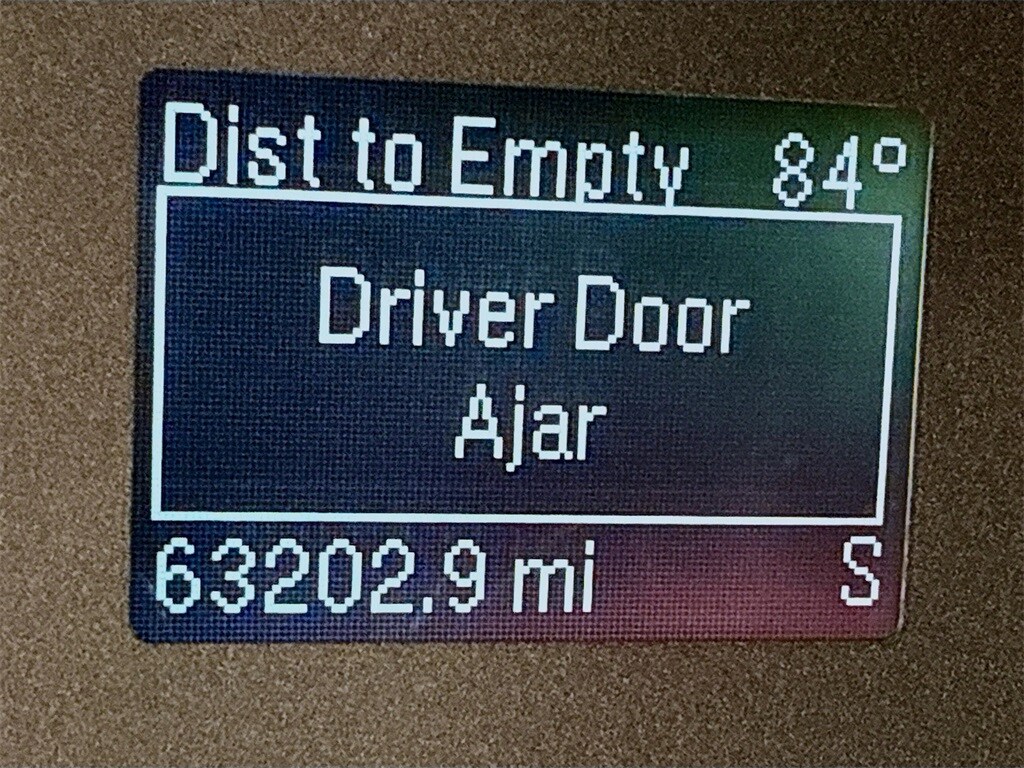 Dist to Empty 84°
Driver Door
Ajar
63202.9 mi S